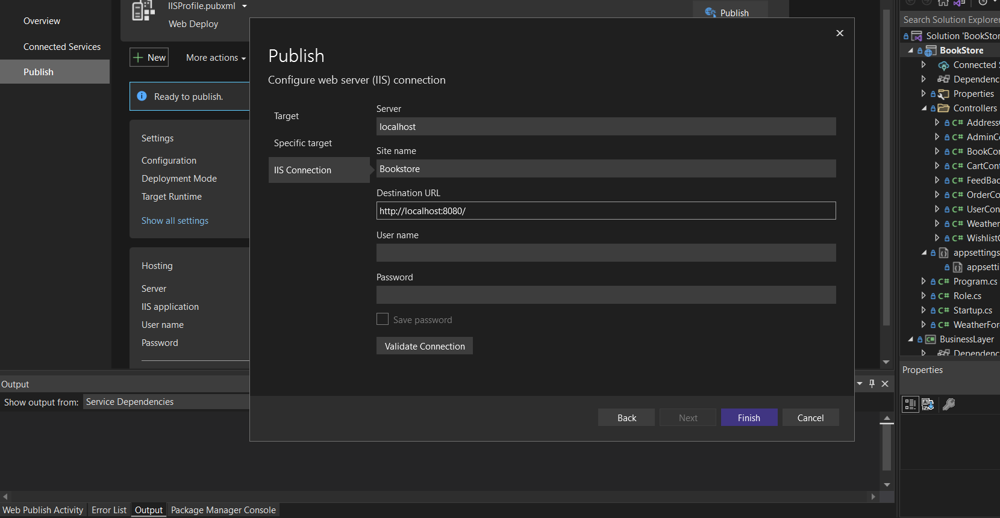 Overview
Connected Services
Publish
IISProfile.pubxml
Web Deploy
Publish
New
More actions
Ready to publish.
Settings
Configuration
Deployment Mode
Target Runtime
Show all settings
Hosting
Server
IIS application
User name
Password
Publish
Configure web server (IIS) connection
Target
Specific target
IIS Connection
Server
localhost
Site name
Bookstore
Destination URL
http://localhost:8080/
User name
Password
Save password
Validate Connection
Back
Next
Finish
Cancel
Output
Show output from: Service Dependencies
Web Publish Activity
Error List
Output
Package Manager Console
Search Solution Explorer
Solution 'BookStor
BookStore
Connected S
Dependenc
Properties
Controllers
C# Address
C# AdminCo
C# BookCon
C# CartCont
C# FeedBac
C# OrderCo
C# UserCon
C# Weather
C# Wishlist
appsettings
appsetti
C# Program.cs
C# Role.cs
C# Startup.cs
C# WeatherFor
C# BusinessLayer
Dependenc
Properties